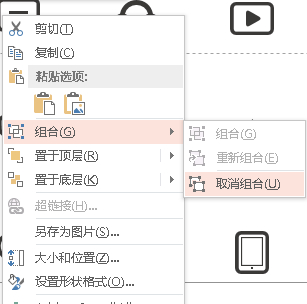 剪切(T)
复制(C)
粘贴选项:
组合(G)
组合(G)
重新组合(E)
取消组合(U)
置于顶层(R)
置于底层(K)
超链接(H)...
另存为图片(S)...
大小和位置(Z)...
设置形状格式(O)...